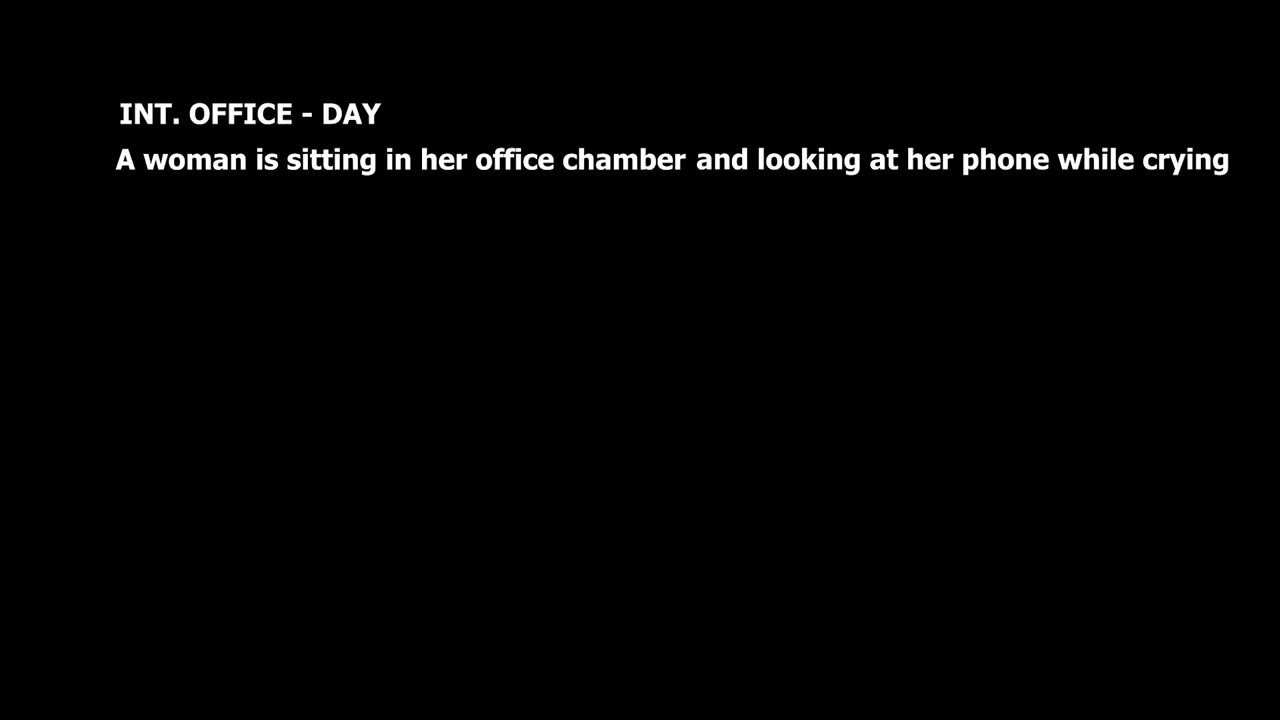 INT. OFFICE - DAY
A woman is sitting in her office chamber and looking at her phone while crying